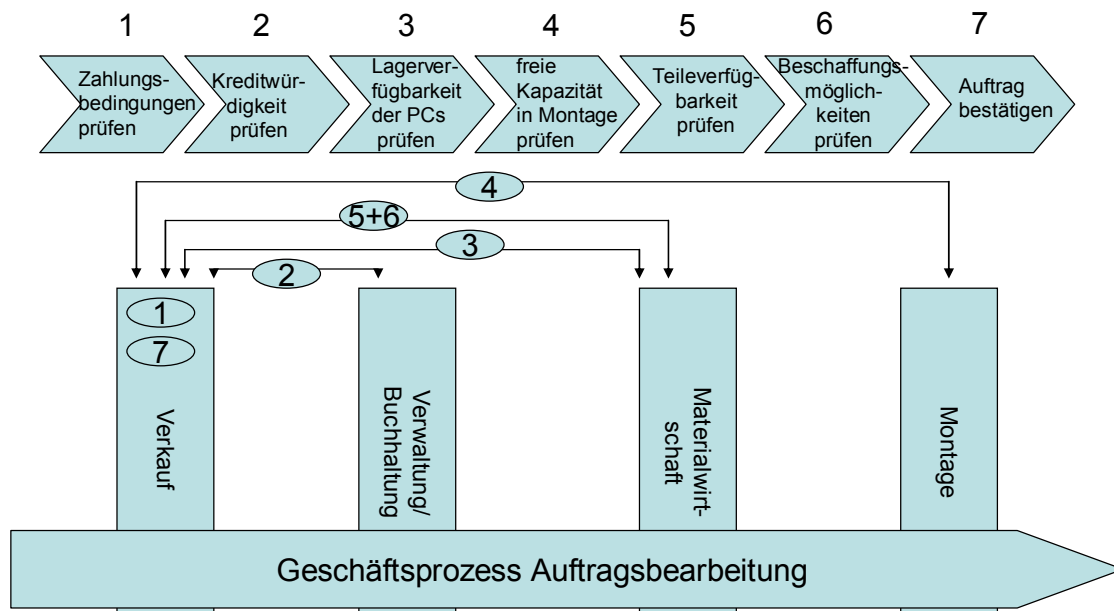 1
2
3
4
5
6
7
Zahlungs-
bedingungen
prüfen
Kreditwür-
digkeit
prüfen
Lagerver-
fügbarkeit
der PCs
prüfen
freie
Kapazität
in Montage
prüfen
Teileverfüg-
barkeit
prüfen
Beschaffungs-
möglich-
keiten
prüfen
Auftrag
bestätigen
4
5+6
3
2
1
7
Verkauf
Verwaltung/
Buchhaltung
Materialwirt-
schaft
Montage
Geschäftsprozess Auftragsbearbeitung